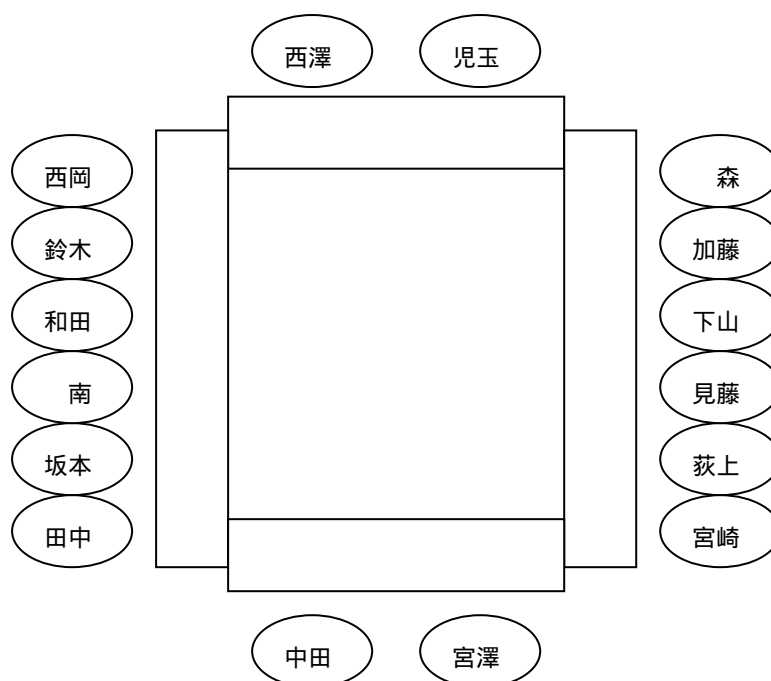 西澤 児玉
西岡 森
鈴木 加藤
和田 下山
南 見藤
坂本 荻上
田中 宮崎
中田 宮澤